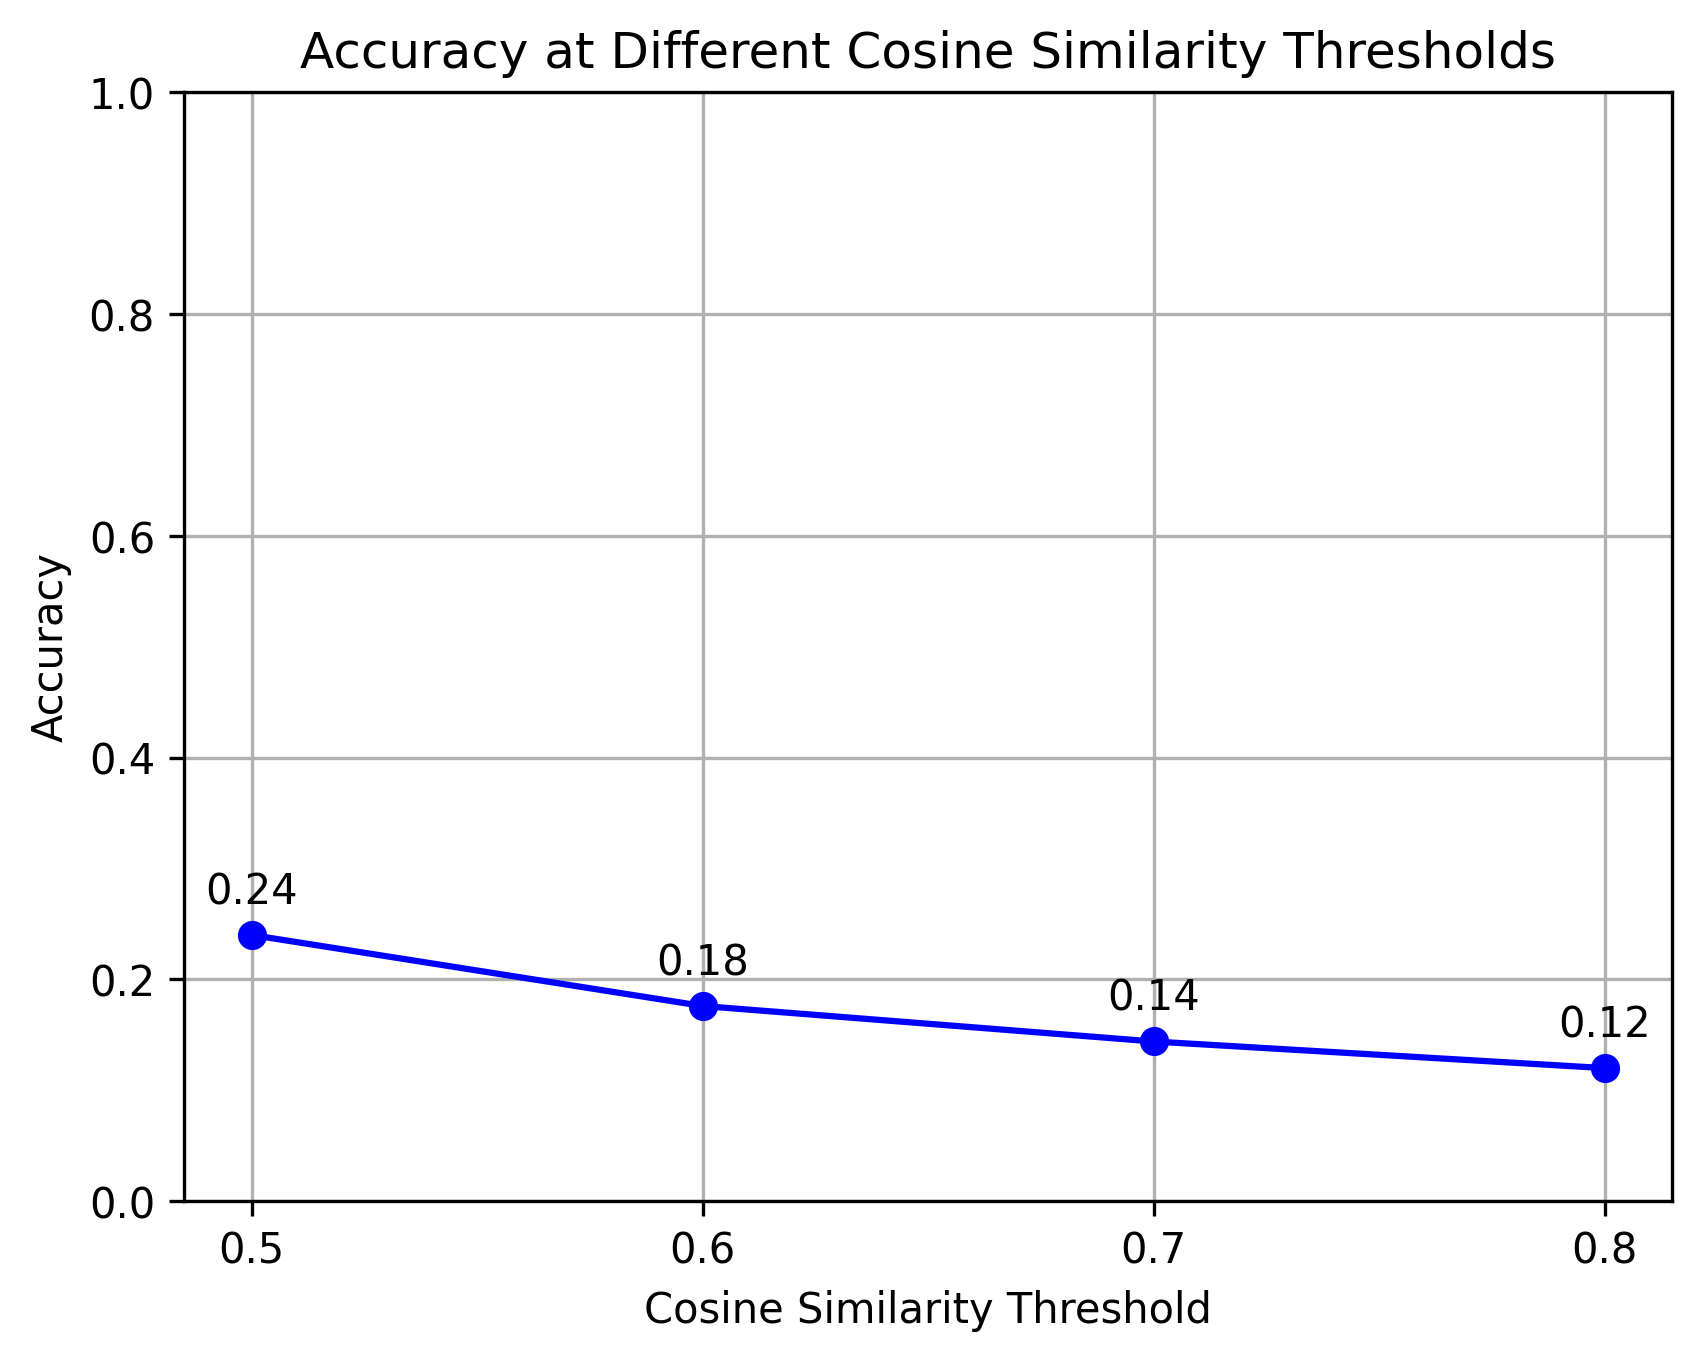 Accuracy at Different Cosine Similarity Thresholds
1.0
0.8
0.6
0.4
0.2
0.0
Accuracy
0.24
0.18
0.14
0.12
0.5 0.6 0.7 0.8
Cosine Similarity Threshold